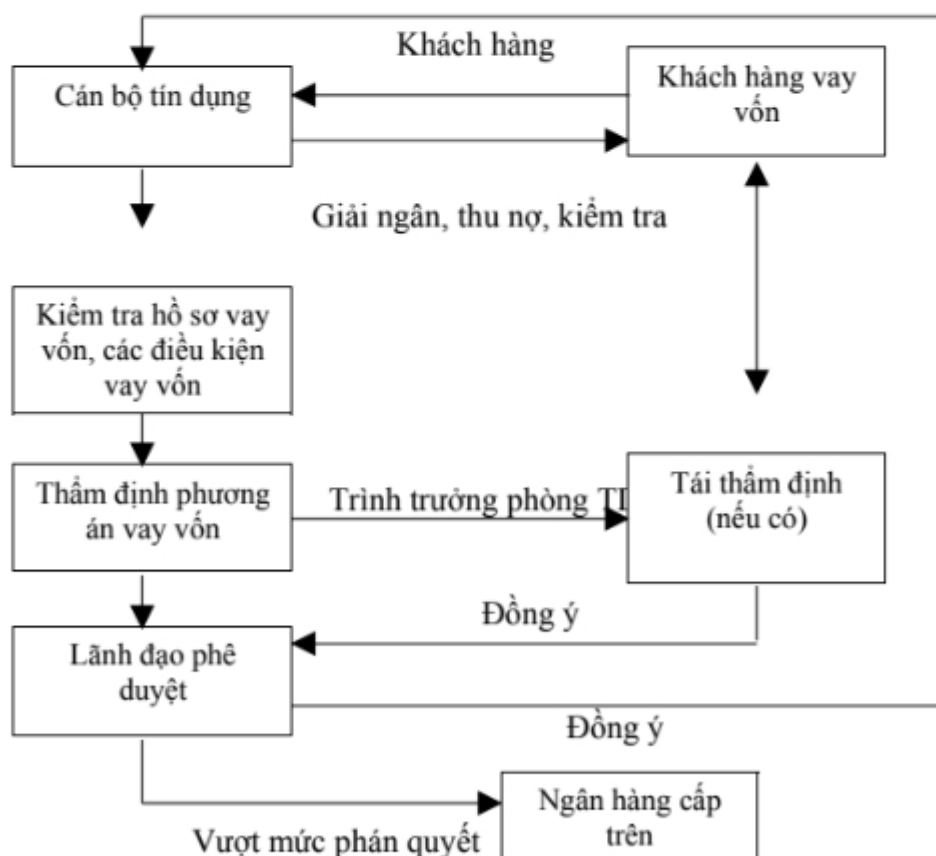 Khách hàng
Cán bộ tín dụng
Khách hàng vay
vốn
Giải ngân, thu nợ, kiểm tra
Kiểm tra hồ sơ vay
vốn, các điều kiện
vay vốn
Thẩm định phương
án vay vốn
Trình trưởng phòng
Tái thẩm định
(nếu có)
Đồng ý
Lãnh đạo phê
duyệt
Đồng ý
Ngân hàng cấp
trên
Vượt mức phán quyết